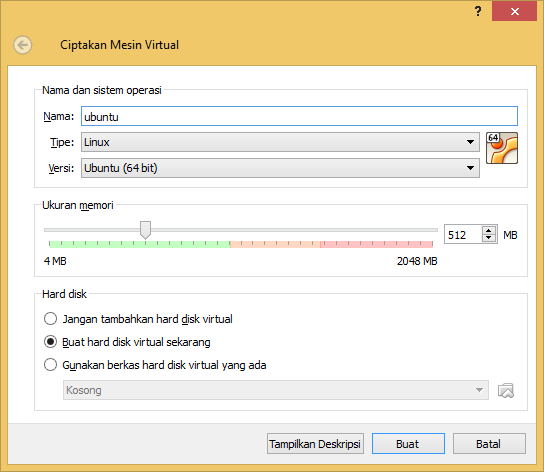 ?
Ciptakan Mesin Virtual
Nama dan sistem operasi
Nama: ubuntu
Tipe: Linux
64
Versi: Ubuntu (64 bit)
Ukuran memori
512 MB
4 MB 2048 MB
Hard disk
Jangan tambahkan hard disk virtual
Buat hard disk virtual sekarang
Gunakan berkas hard disk virtual yang ada
Kosong
Tampilkan Deskripsi Buat Batal